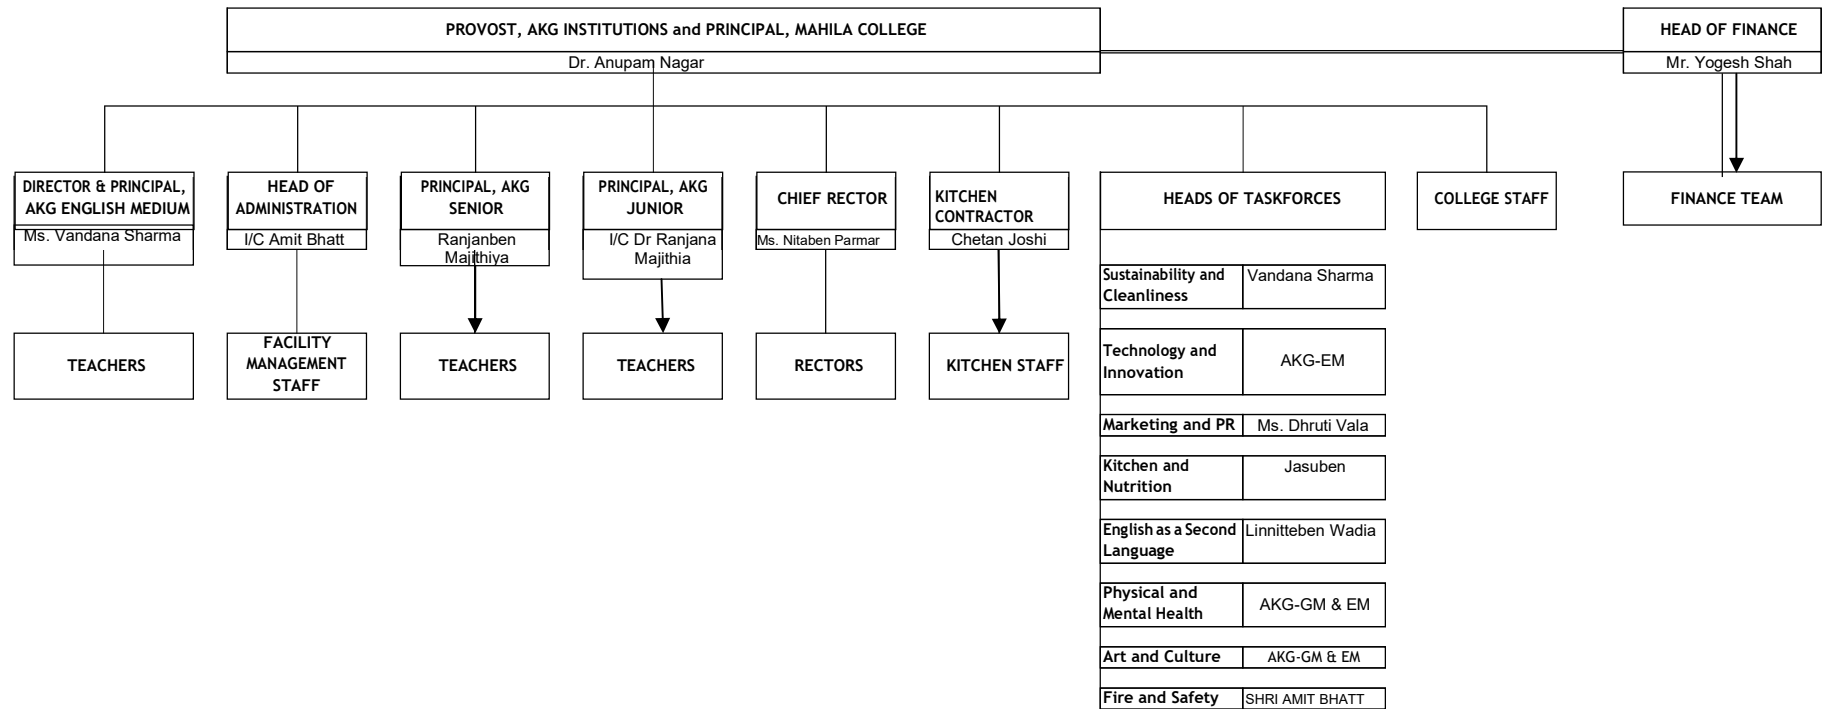 PROVOST, AKG INSTITUTIONS and PRINCIPAL, MAHILA COLLEGE
Dr. Anupam Nagar
HEAD OF FINANCE
Mr. Yogesh Shah
DIRECTOR & PRINCIPAL,
AKG ENGLISH MEDIUM
Ms. Vandana Sharma
HEAD OF
ADMINISTRATION
I/C Amit Bhatt
PRINCIPAL, AKG
SENIOR
Ranjanben
Majithiya
PRINCIPAL, AKG
JUNIOR
I/C Dr Ranjana
Majithia
CHIEF RECTOR
Ms. Nitaben Parmar
KITCHEN
CONTRACTOR
Chetan Joshi
HEADS OF TASKFORCES
COLLEGE STAFF
FINANCE TEAM
TEACHERS
FACILITY
MANAGEMENT
STAFF
TEACHERS
TEACHERS
RECTORS
KITCHEN STAFF
Sustainability and
Cleanliness
Vandana Sharma
Technology and
Innovation
AKG-EM
Marketing and PR
Ms. Dhruti Vala
Kitchen and
Nutrition
Jasuben
English as a Second
Language
Linnitteben Wadia
Physical and
Mental Health
AKG-GM & EM
Art and Culture
AKG-GM & EM
Fire and Safety
SHRI AMIT BHATT